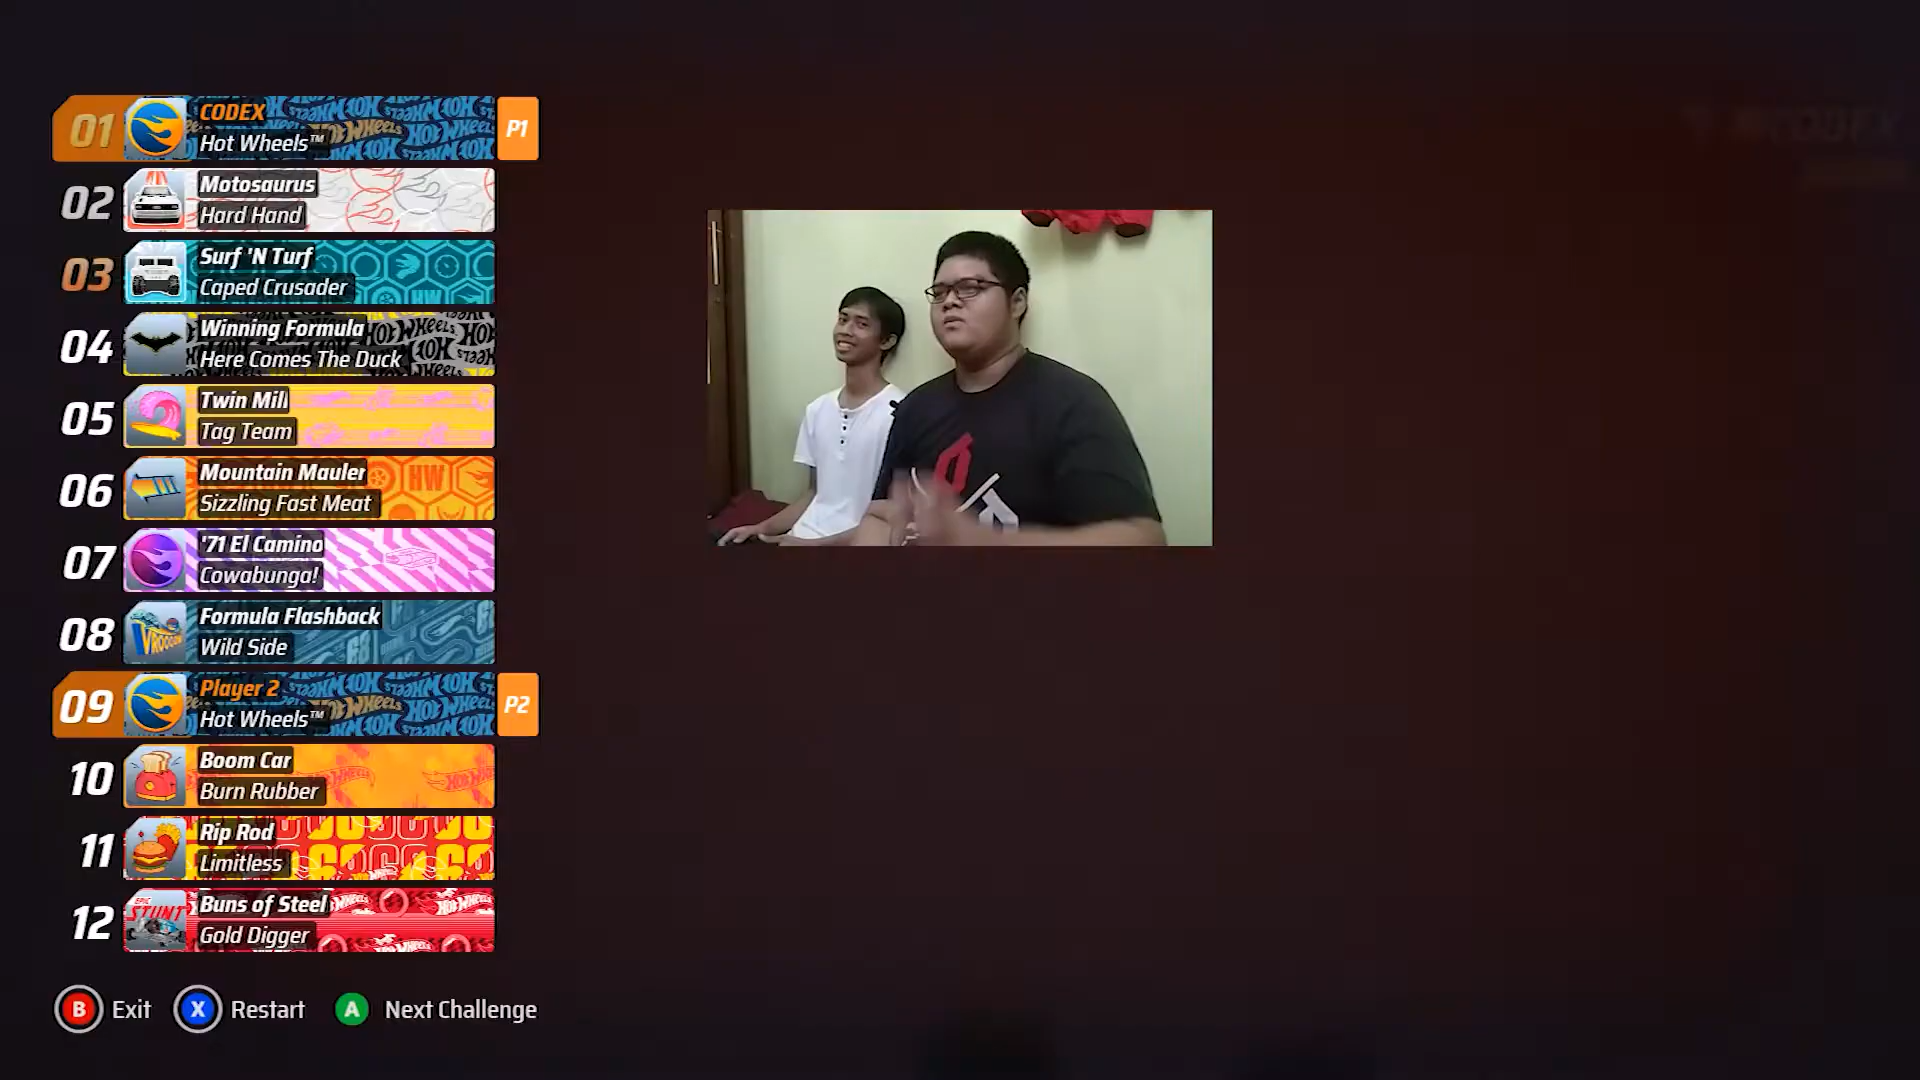 01
CODEX
Hot Wheels™
P1
02
Motosaurus
Hard Hand
03
Surf 'N Turf
Caped Crusader
04
Winning Formula
Here Comes The Duck
05
Twin Mill
Tag Team
06
Mountain Mauler
Sizzling Fast Meat
07
'71 El Camino
Cowabunga!
08
Formula Flashback
Wild Side
09
Player 2
Hot Wheels™
P2
10
Boom Car
Burn Rubber
11
Rip Rod
Limitless
12
Buns of Steel
Gold Digger
B Exit X Restart A Next Challenge